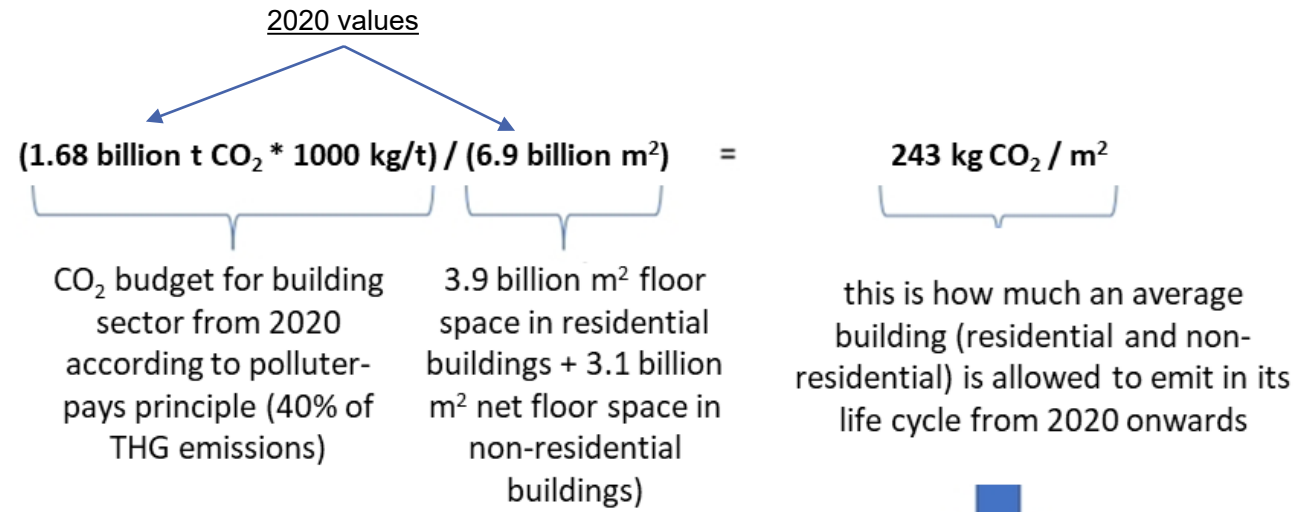 2020 values
(1.68 billion t CO₂ * 1000 kg/t) / (6.9 billion m²) = 243 kg CO₂ / m²
CO₂ budget for building
sector from 2020
according to polluter-
pays principle (40% of
THG emissions)
3.9 billion m² floor
space in residential
buildings + 3.1 billion
m² net floor space in
non-residential
buildings)
this is how much an average
building (residential and non-
residential) is allowed to emit in its
life cycle from 2020 onwards